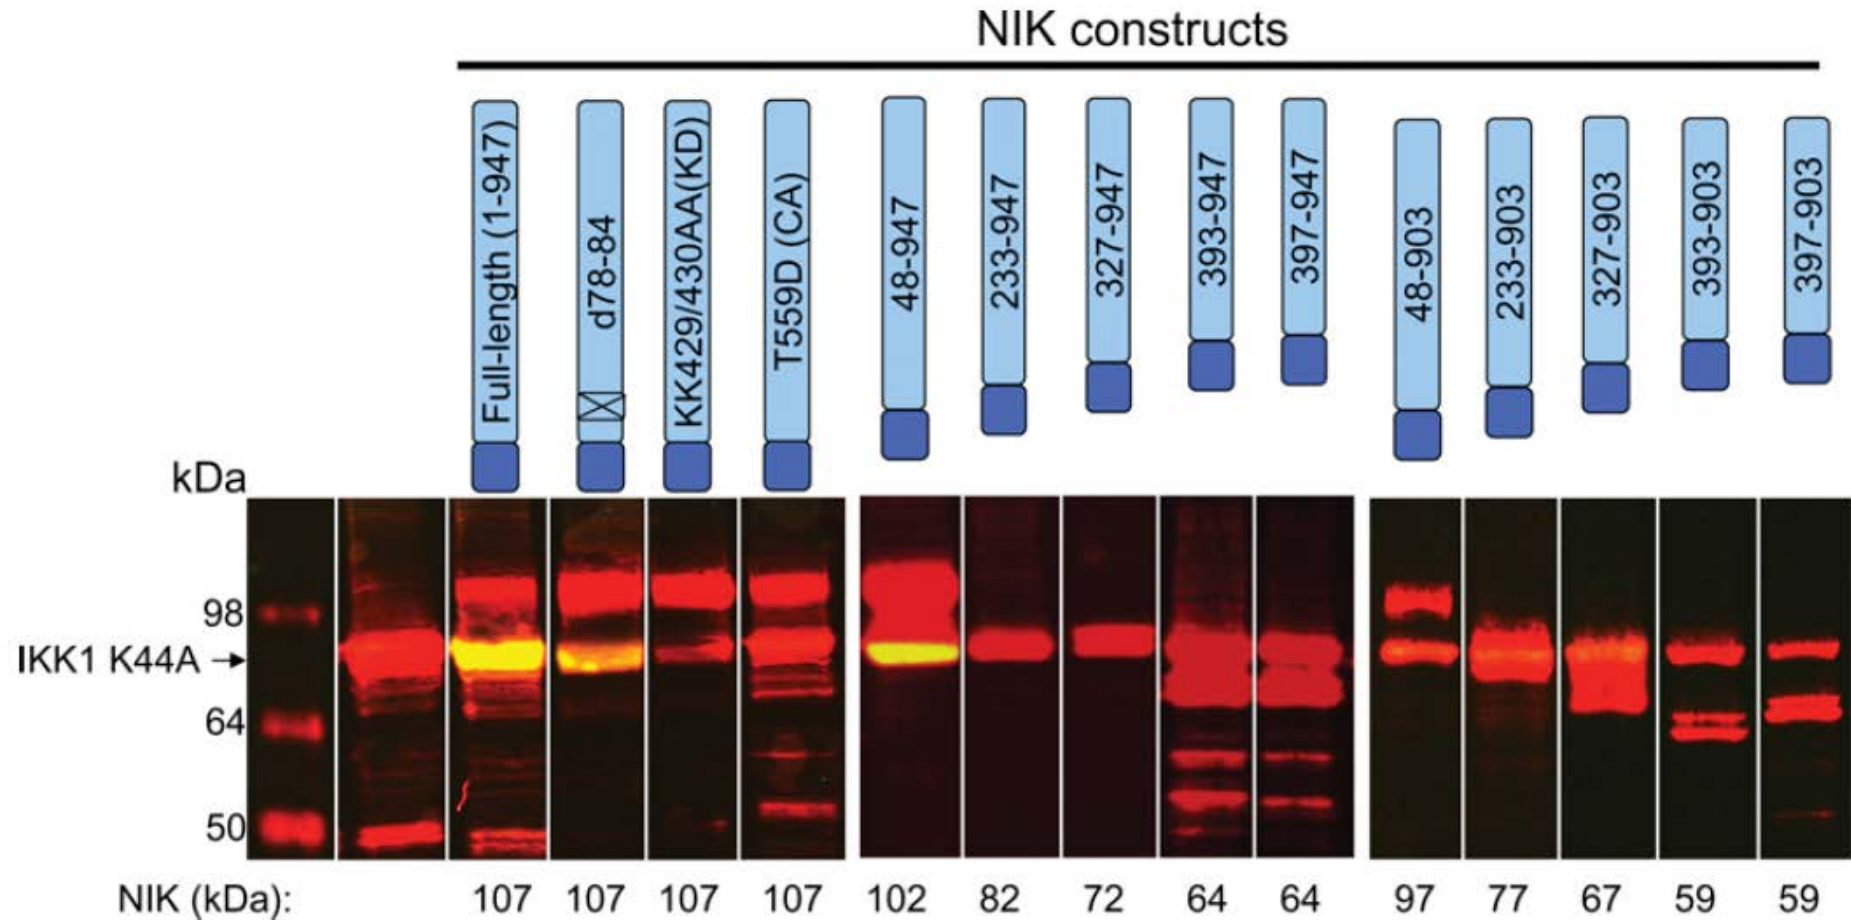 NIK constructs
Full-length (1-947)
d78-84
KK429/430AA(KD)
T559D (CA)
48-947
233-947
327-947
393-947
397-947
48-903
233-903
327-903
393-903
397-903
kDa
98
IKK1 K44A
64
50
NIK (kDa): 107 107 107 107 102 82 72 64 64 97 77 67 59 59